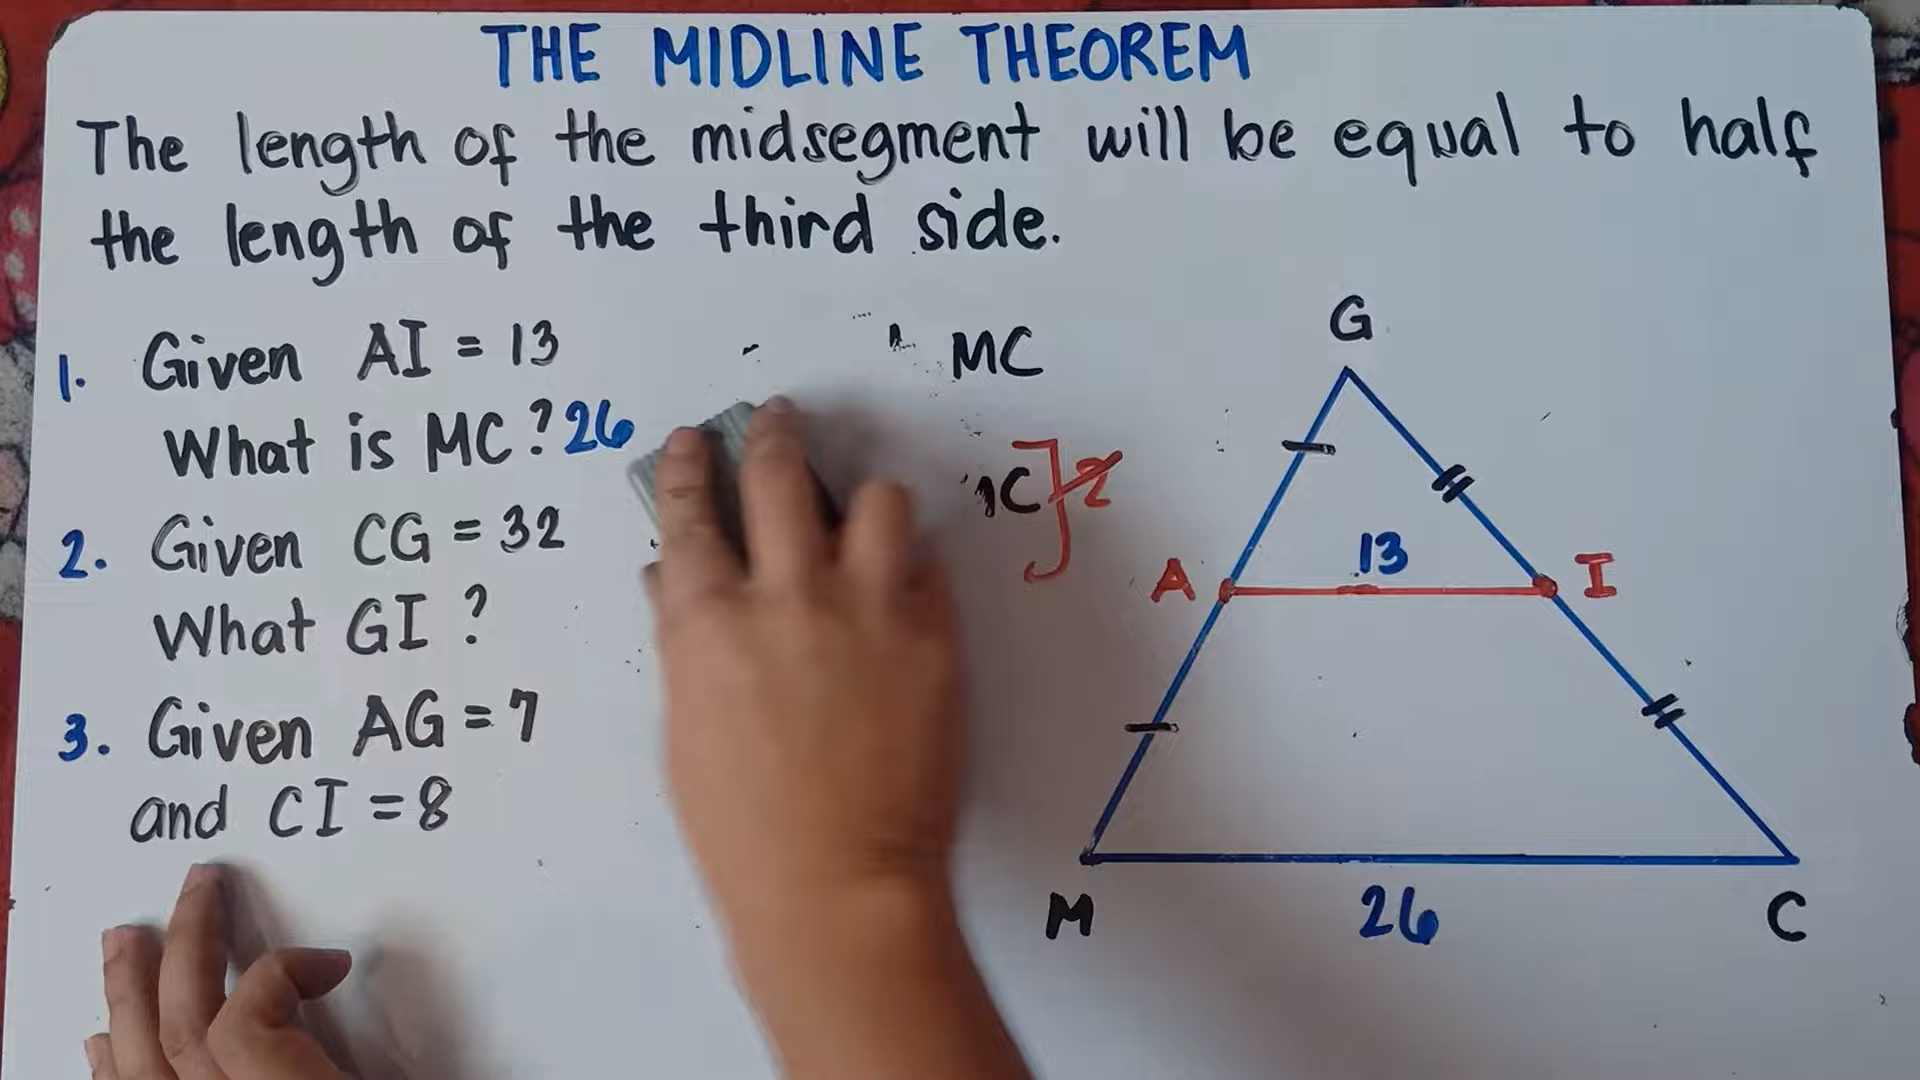 THE MIDLINE THEOREM
The length of the midsegment will be equal to half
the length of the third side.
1. Given AI = 13
What is MC? 26
2. Given CG = 32
What GI ?
3. Given AG = 7
and CI = 8
MC
C]2
G
A
13
I
M
26
C